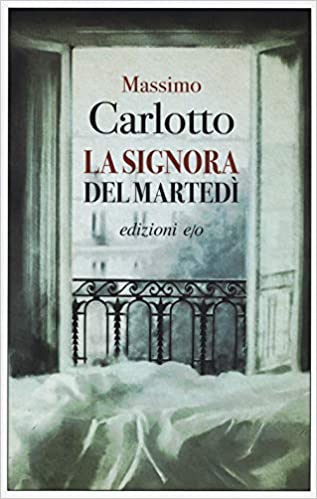 Massimo
Carlotto
LA SIGNORA
DEL MARTEDÌ
edizioni e/o